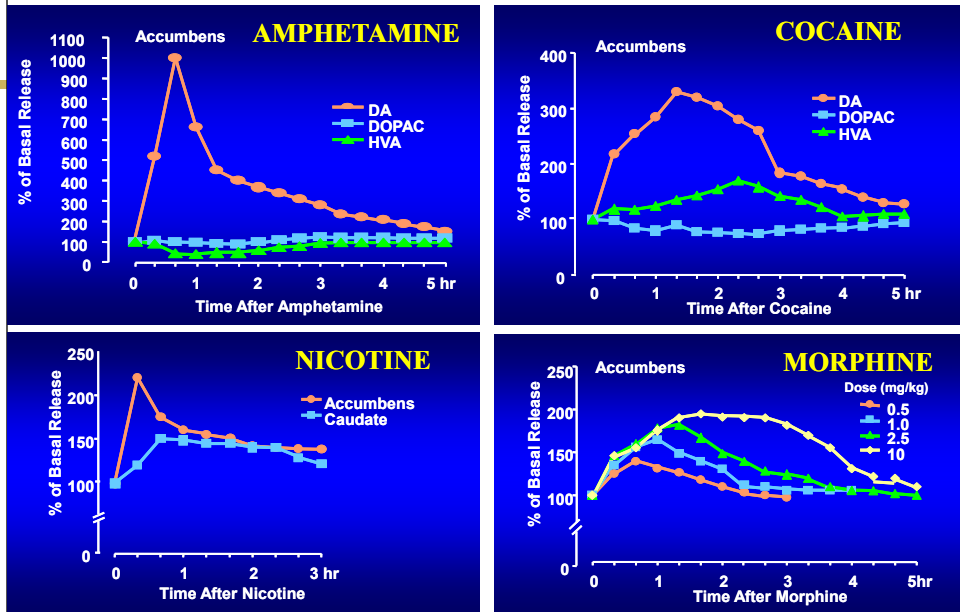 AMPHETAMINE
Accumbens
% of Basal Release
1100
1000
900
800
700
600
500
400
300
200
100
0
DA
DOPAC
HVA
0 1 2 3 4 5 hr
Time After Amphetamine
COCAINE
Accumbens
% of Basal Release
400
300
200
100
0
DA
DOPAC
HVA
0 1 2 3 4 5 hr
Time After Cocaine
NICOTINE
% of Basal Release
250
200
150
100
0
Accumbens
Caudate
0 1 2 3 hr
Time After Nicotine
MORPHINE
Accumbens
% of Basal Release
250
200
150
100
0
Dose (mg/kg)
0.5
1.0
2.5
10
0 1 2 3 4 5hr
Time After Morphine